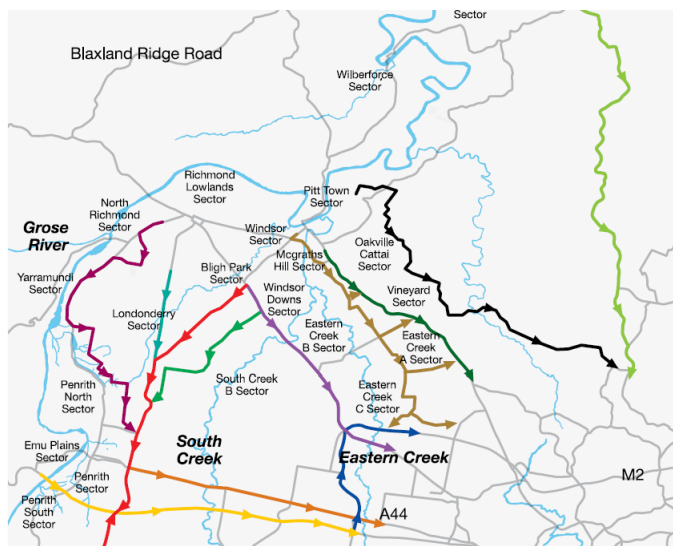 Sector
Blaxland Ridge Road
Wilberforce
Sector
Richmond
Lowlands
Sector
Pitt Town
Sector
North
Richmond
Sector
Grose
River
Windsor
Sector
Mcgraths
Hill Sector
Oakville
Cattai
Sector
Yarramundi
Sector
Bligh Park
Sector
Windsor
Downs
Sector
Vineyard
Sector
Londonderry
Sector
Eastern
Creek
B Sector
Eastern
Creek
A Sector
Penrith
North
Sector
South Creek
B Sector
Eastern
Creek
C Sector
Emu Plains
Sector
South
Creek
Eastern Creek
M2
Penrith
Sector
Penrith
South
Sector
A44